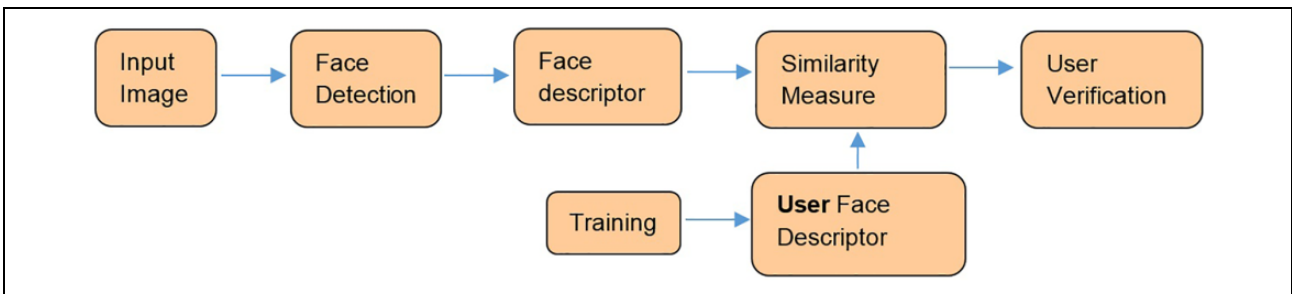 Input
Image
Face
Detection
Face
descriptor
Similarity
Measure
User
Verification
Training
User Face
Descriptor